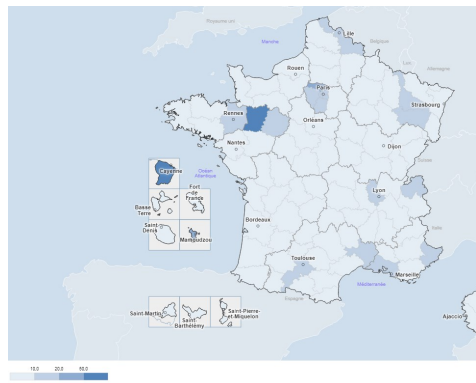 Royaume-Uni
Manche
Lille
Belgique
Rouen
Lux.
Allemagne
Paris
Strasbourg
Rennes
Orléans
Nantes
Dijon
Suisse
Cayenne
Océan
Atlantique
Fort
de
France
Basse
Terre
Lyon
Italie
Saint
Denis
Mamoudzou
Bordeaux
Toulouse
Marseille
Espagne
Méditerranée
Saint-Martin
Saint-
Barthélémy
Saint-Pierre-
et-Miquelon
Ajaccio
10,0 20,0 60,0